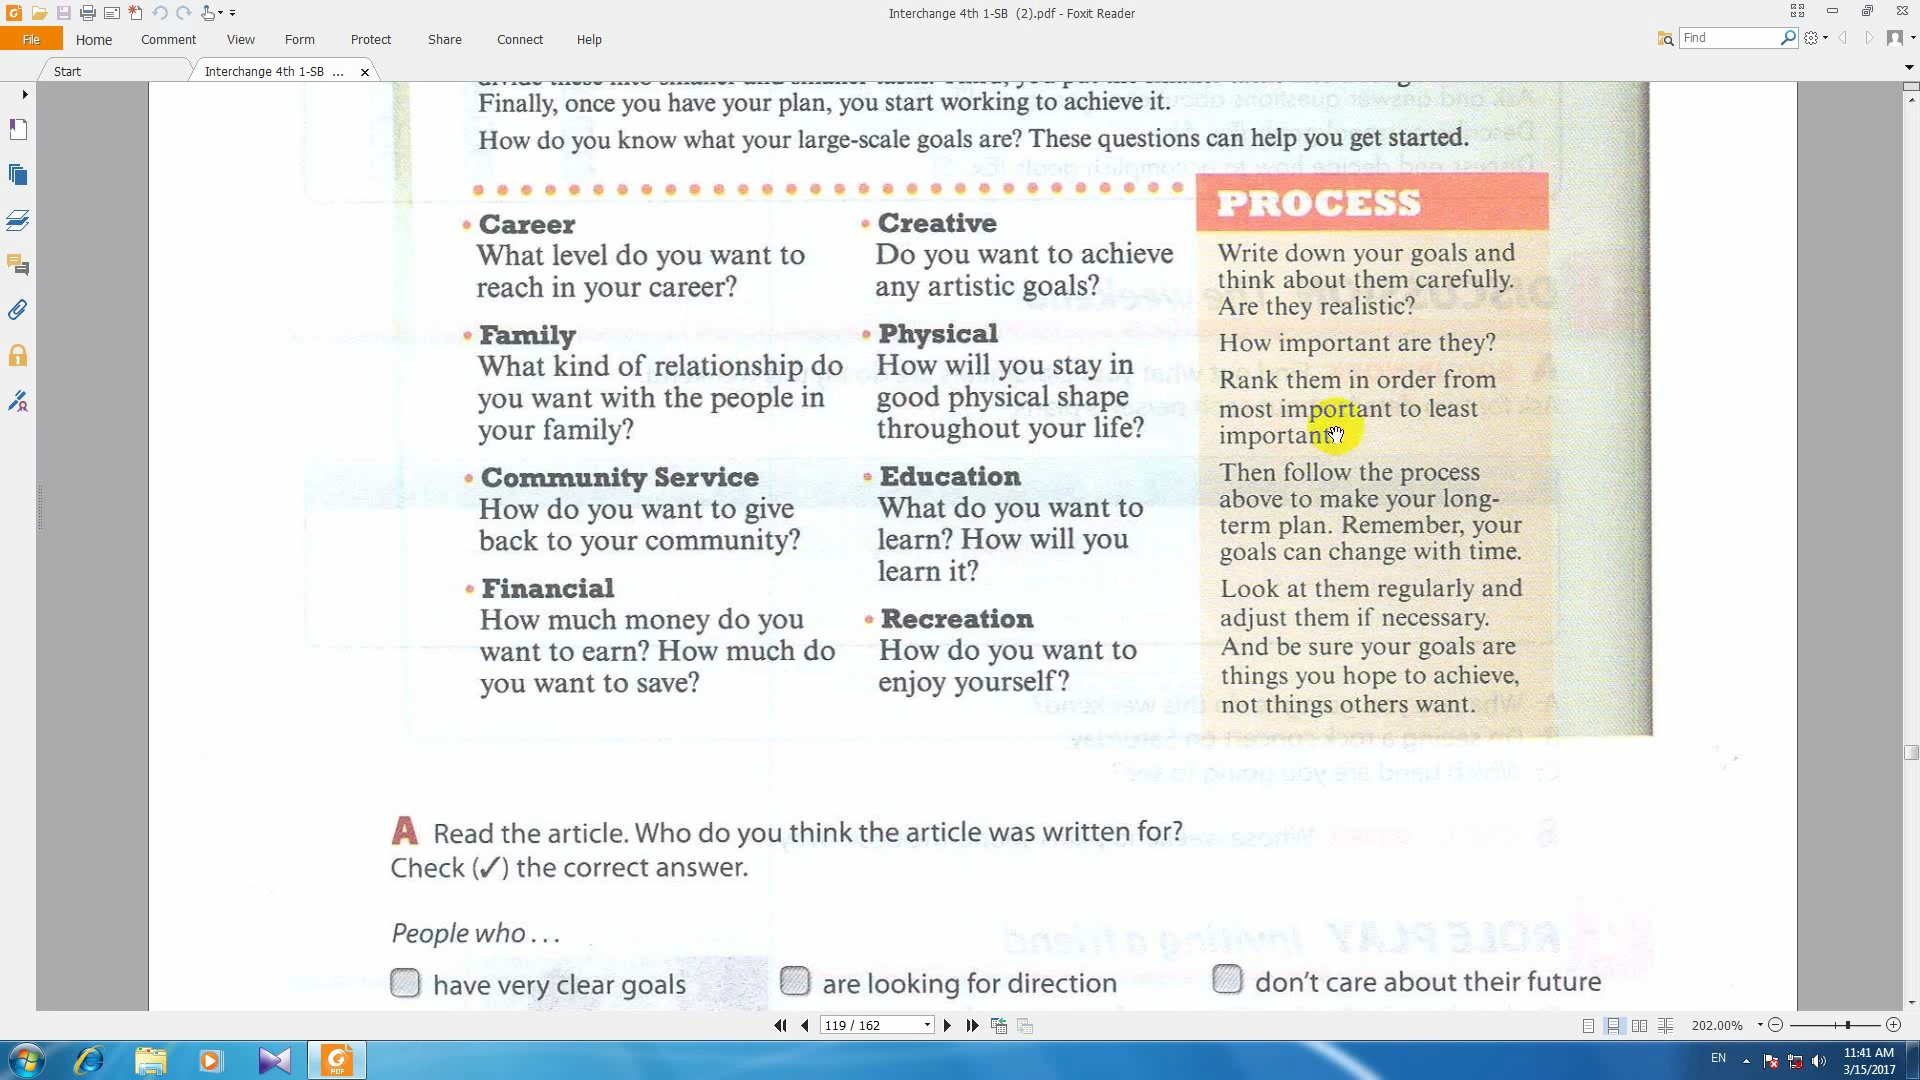 Interchange 4th 1-SB (2).pdf - Foxit Reader
File Home Comment View Form Protect Share Connect Help
Find
Start
Interchange 4th 1-SB ...
Finally, once you have your plan, you start working to achieve it.
How do you know what your large-scale goals are? These questions can help you get started.
• Career
What level do you want to
reach in your career?
• Family
What kind of relationship do
you want with the people in
your family?
• Community Service
How do you want to give
back to your community?
• Financial
How much money do you
want to earn? How much do
you want to save?
• Creative
Do you want to achieve
any artistic goals?
• Physical
How will you stay in
good physical shape
throughout your life?
• Education
What do you want to
learn? How will you
learn it?
• Recreation
How do you want to
enjoy yourself?
PROCESS
Write down your goals and
think about them carefully.
Are they realistic?
How important are they?
Rank them in order from
most important to least
important.
Then follow the process
above to make your long-
term plan. Remember, your
goals can change with time.
Look at them regularly and
adjust them if necessary.
And be sure your goals are
things you hope to achieve,
not things others want.
A Read the article. Who do you think the article was written for?
Check (✓) the correct answer.
People who . . .
have very clear goals
are looking for direction
don't care about their future
119 / 162
202.00%
EN
11:41 AM
3/15/2017